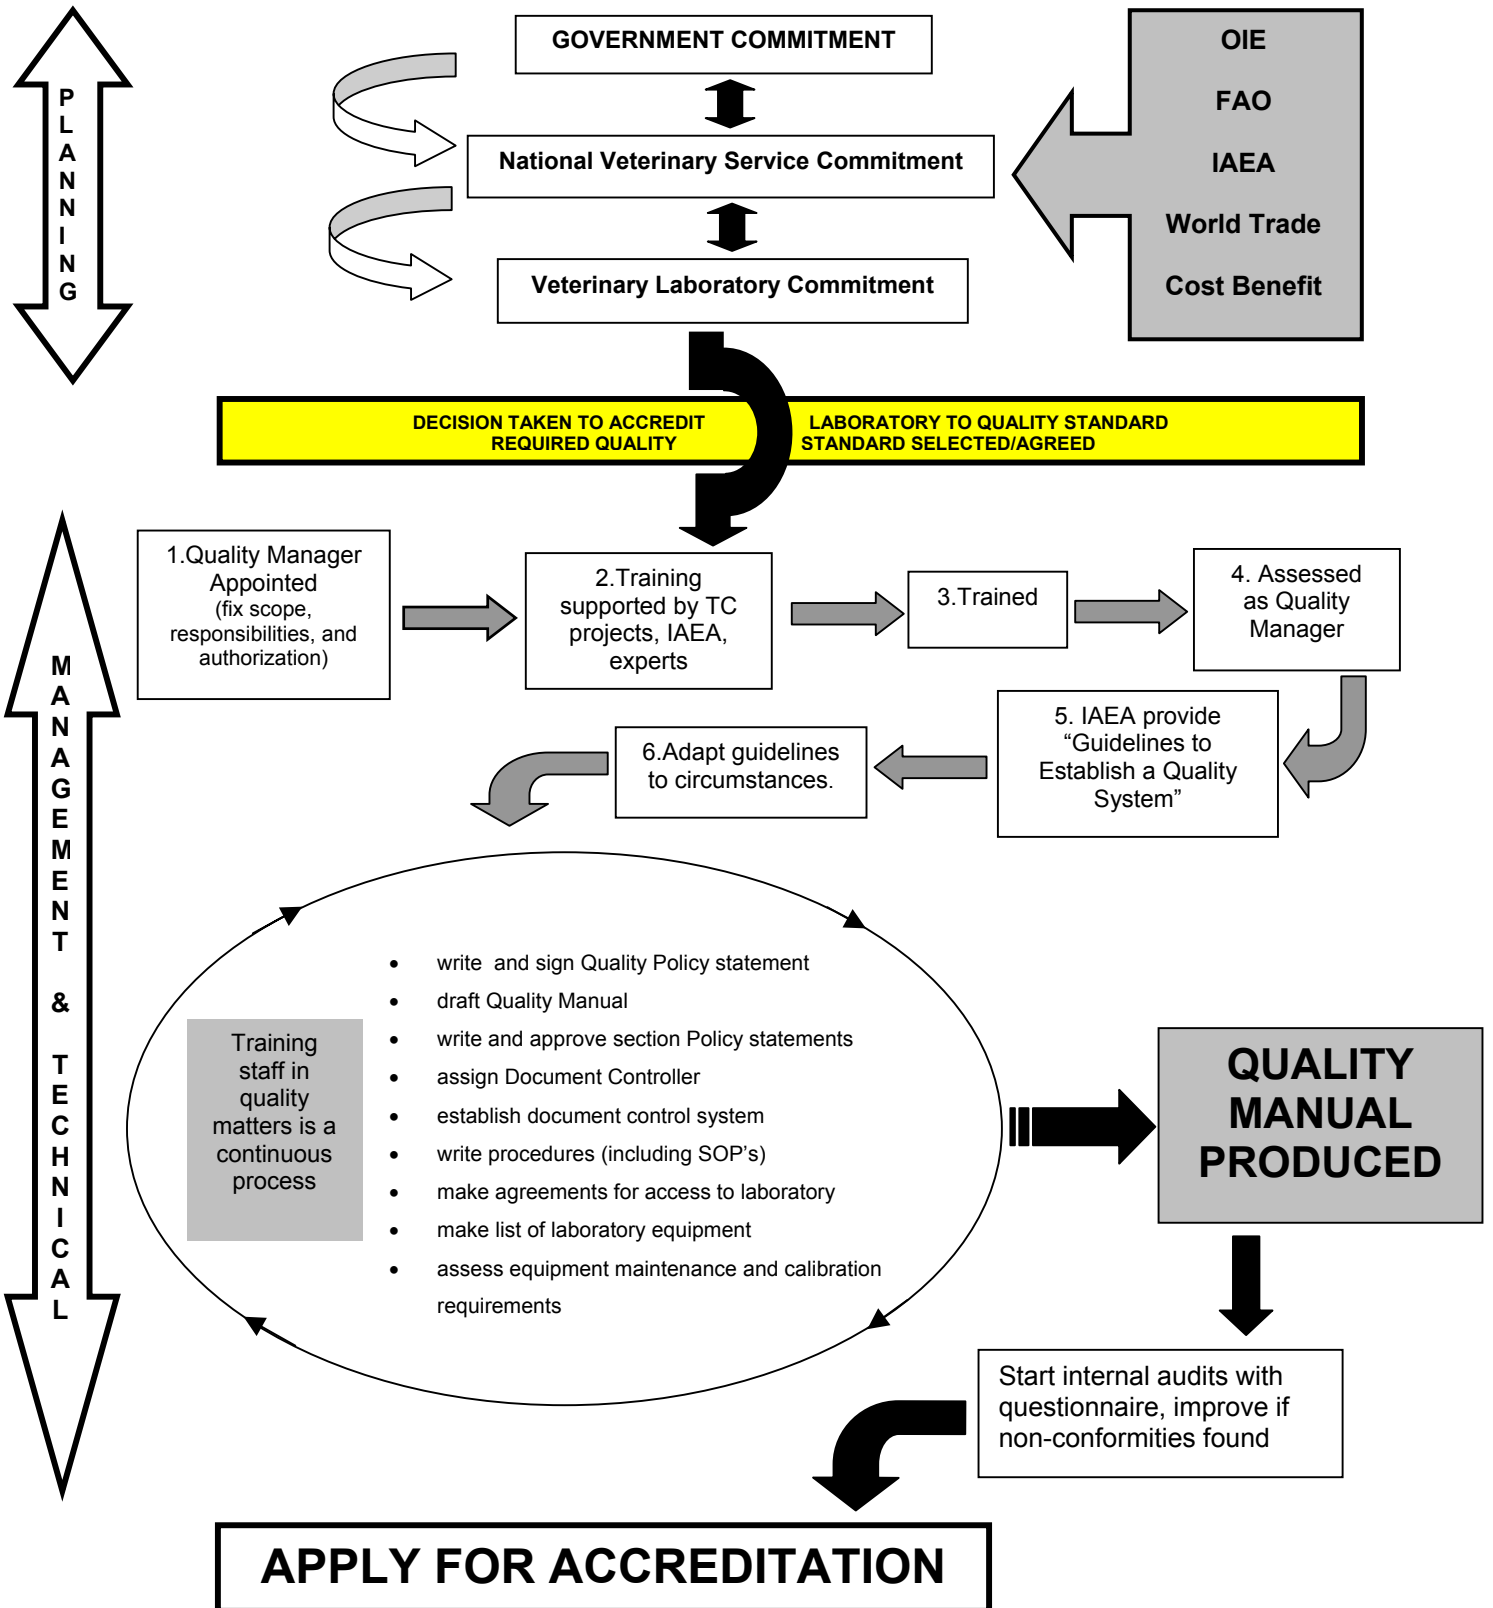 PLANNING
GOVERNMENT COMMITMENT
National Veterinary Service Commitment
Veterinary Laboratory Commitment
OIE
FAO
IAEA
World Trade
Cost Benefit
DECISION TAKEN TO ACCREDIT LABORATORY TO QUALITY STANDARD
REQUIRED QUALITY STANDARD SELECTED/AGREED
MANAGEMENT & TECHNICAL
1.Quality Manager
Appointed
(fix scope,
responsibilities, and
authorization)
2.Training
supported by TC
projects, IAEA,
experts
3.Trained
4. Assessed
as Quality
Manager
5. IAEA provide
“Guidelines to
Establish a Quality
System”
6.Adapt guidelines
to circumstances.
Training
staff in
quality
matters is a
continuous
process
• write and sign Quality Policy statement
• draft Quality Manual
• write and approve section Policy statements
• assign Document Controller
• establish document control system
• write procedures (including SOP’s)
• make agreements for access to laboratory
• make list of laboratory equipment
• assess equipment maintenance and calibration
requirements
QUALITY
MANUAL
PRODUCED
Start internal audits with
questionnaire, improve if
non-conformities found
APPLY FOR ACCREDITATION